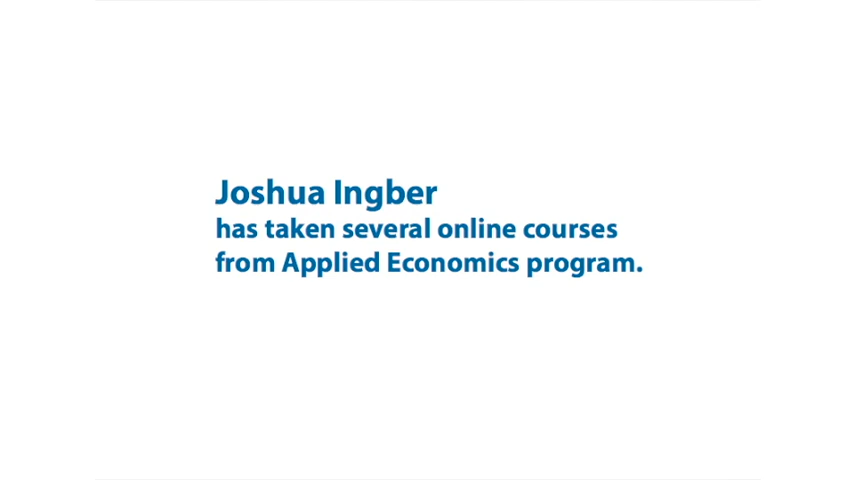 Joshua Ingber
has taken several online courses
from Applied Economics program.